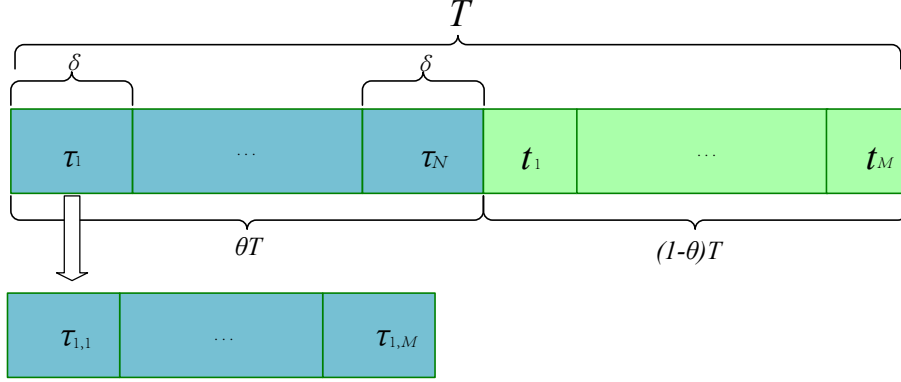 T
δ δ
τ1 ... τN t1 ... tM
θT (1-θ)T
τ1,1 ... τ1,M